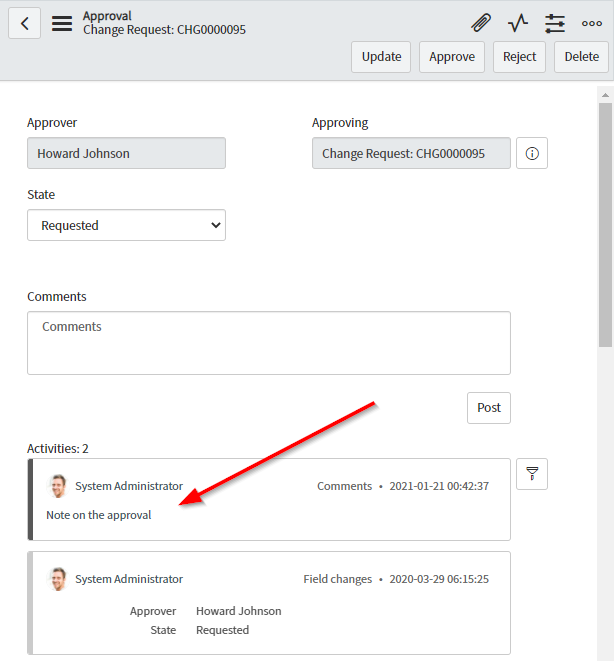 Approval
Change Request: CHG0000095
Update
Approve
Reject
Delete
Approver
Approving
Howard Johnson
Change Request: CHG0000095
State
Requested
Comments
Comments
Post
Activities: 2
System Administrator
Comments • 2021-01-21 00:42:37
Note on the approval
System Administrator
Field changes • 2020-03-29 06:15:25
Approver Howard Johnson
State Requested